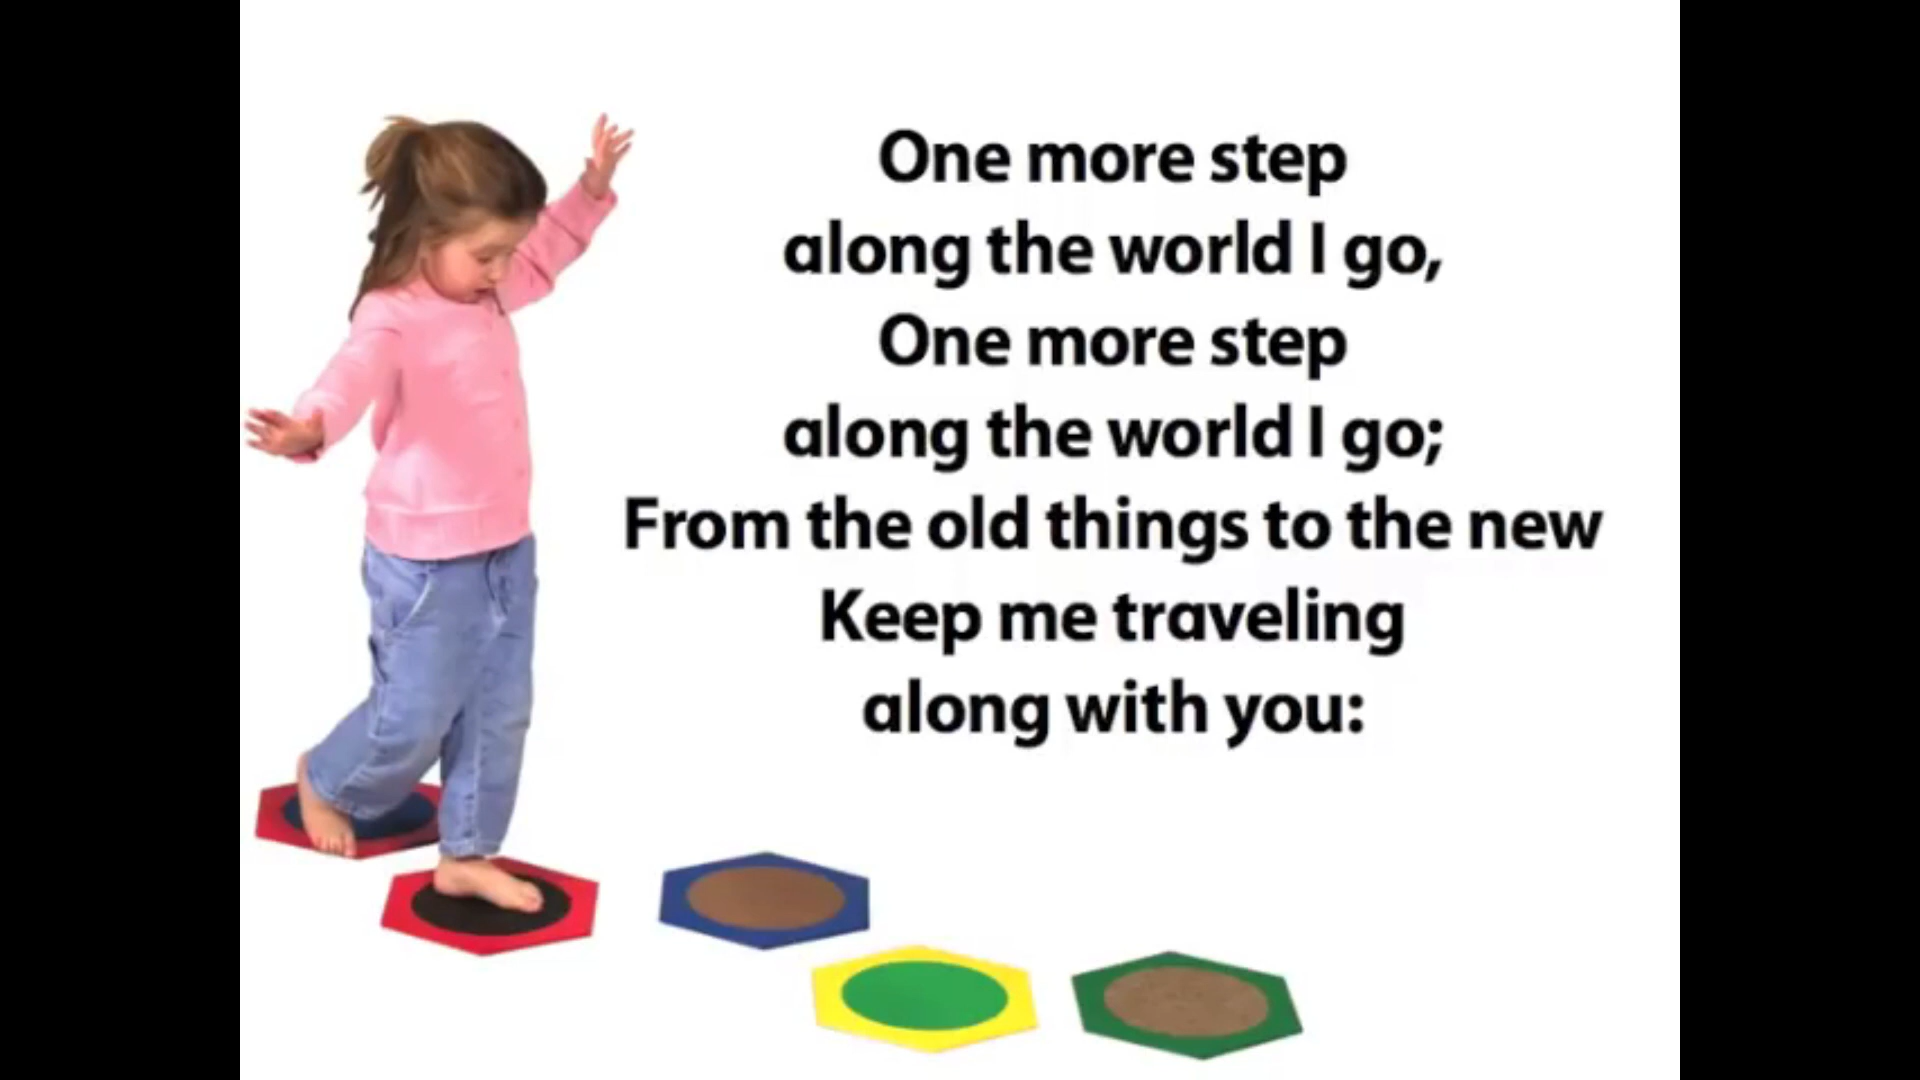 One more step
along the world I go,
One more step
along the world I go;
From the old things to the new
Keep me traveling
along with you: